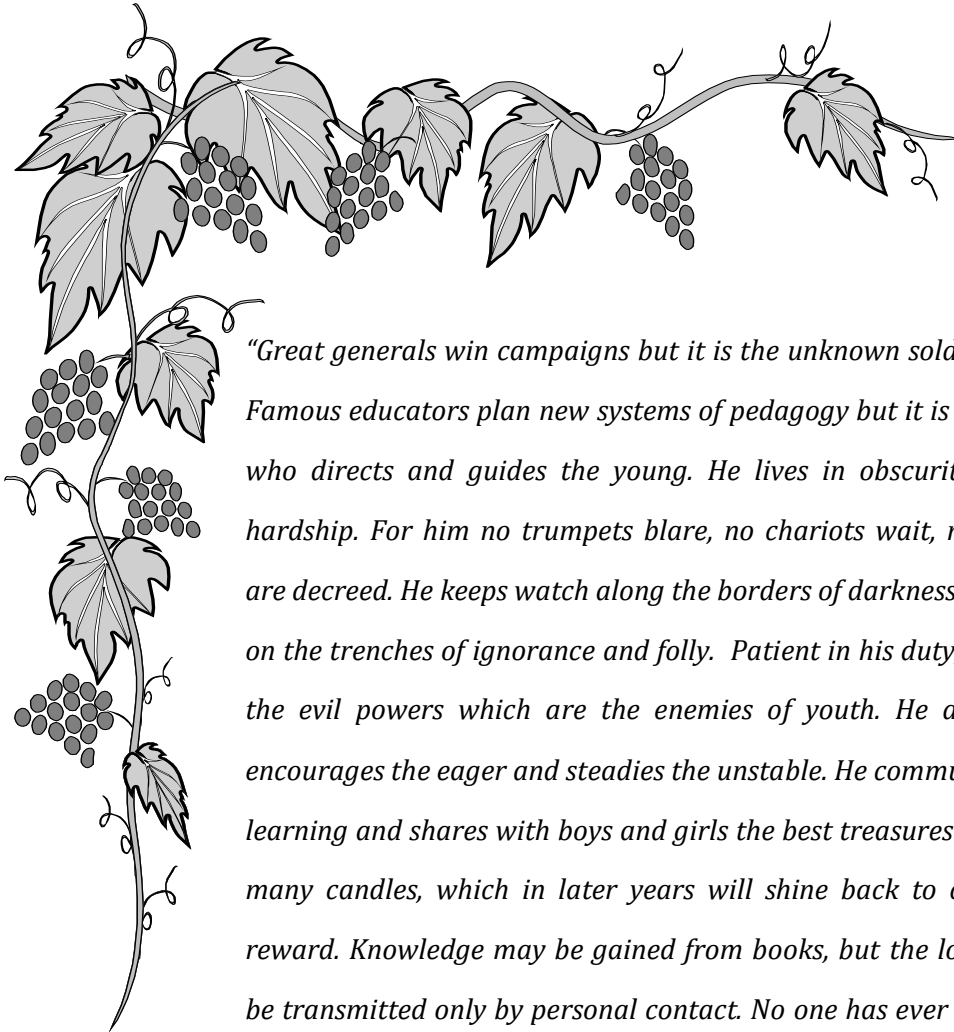 “Great generals win campaigns but it is the unknown sold
Famous educators plan new systems of pedagogy but it is
who directs and guides the young. He lives in obscurit
hardship. For him no trumpets blare, no chariots wait,
are decreed. He keeps watch along the borders of darkness
on the trenches of ignorance and folly. Patient in his duty,
the evil powers which are the enemies of youth. He
encourages the eager and steadies the unstable. He commu
learning and shares with boys and girls the best treasures
many candles, which in later years will shine back to
reward. Knowledge may be gained from books, but the lo
be transmitted only by personal contact. No one has ever